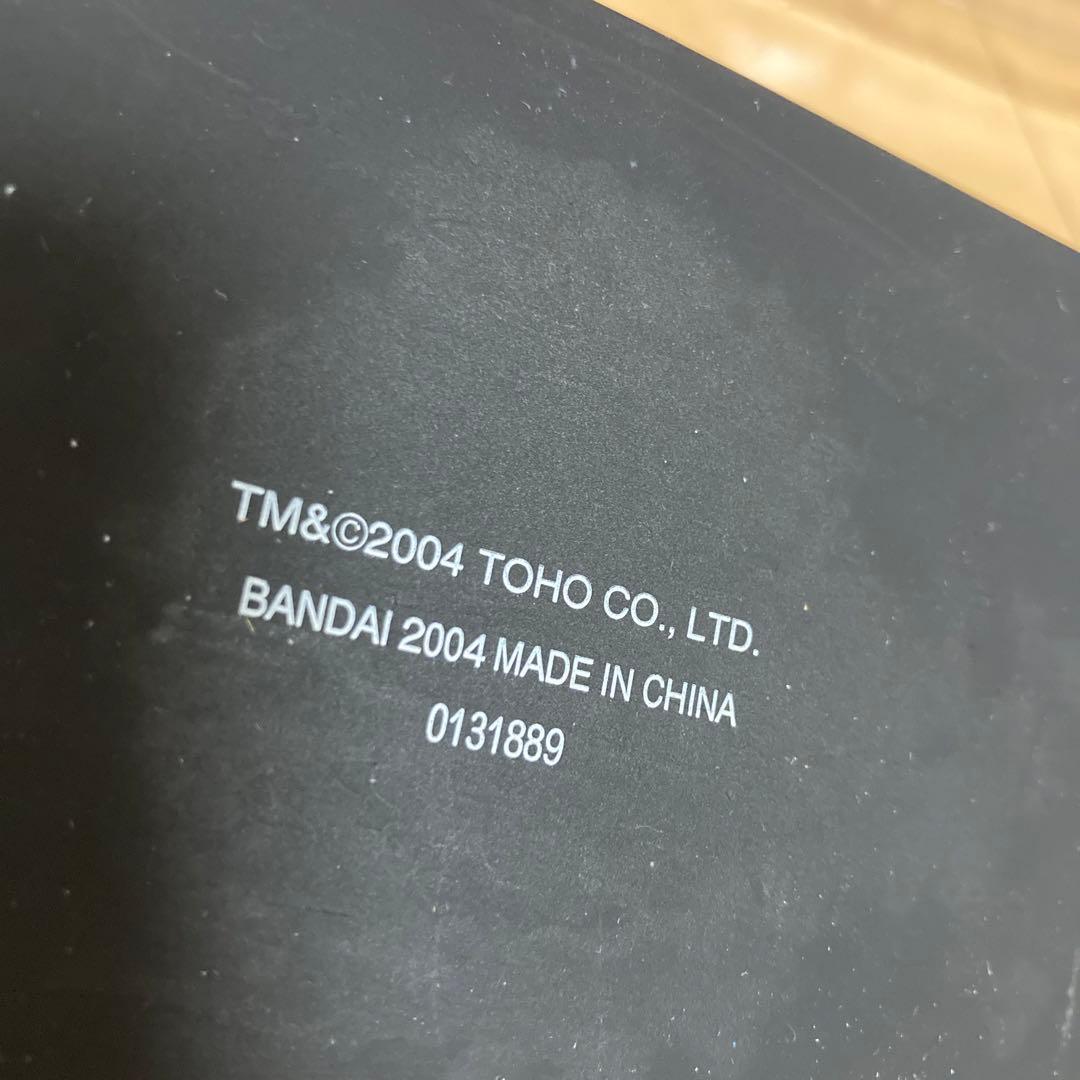 TM&©2004 TOHO CO., LTD.
BANDAI 2004 MADE IN CHINA
0131889